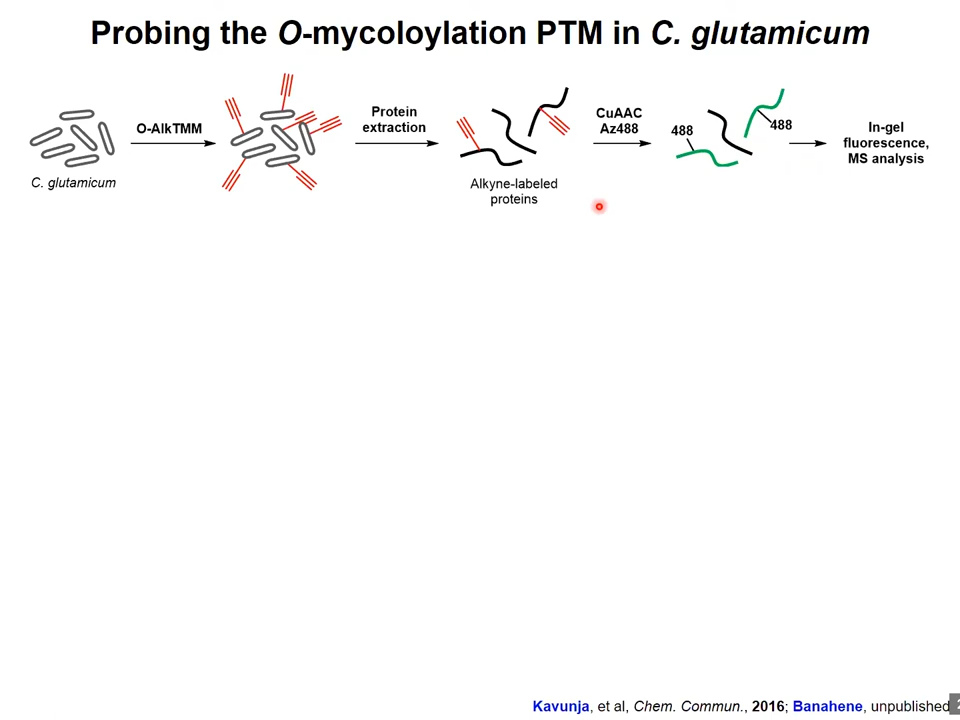 Probing the O-mycoloylation PTM in C. glutamicum
O-AlkTMM
Protein
extraction
CuAAC
Az488
488
488
In-gel
fluorescence,
MS analysis
C. glutamicum
Alkyne-labeled
proteins
Kavunja, et al, Chem. Commun., 2016; Banahene, unpublished